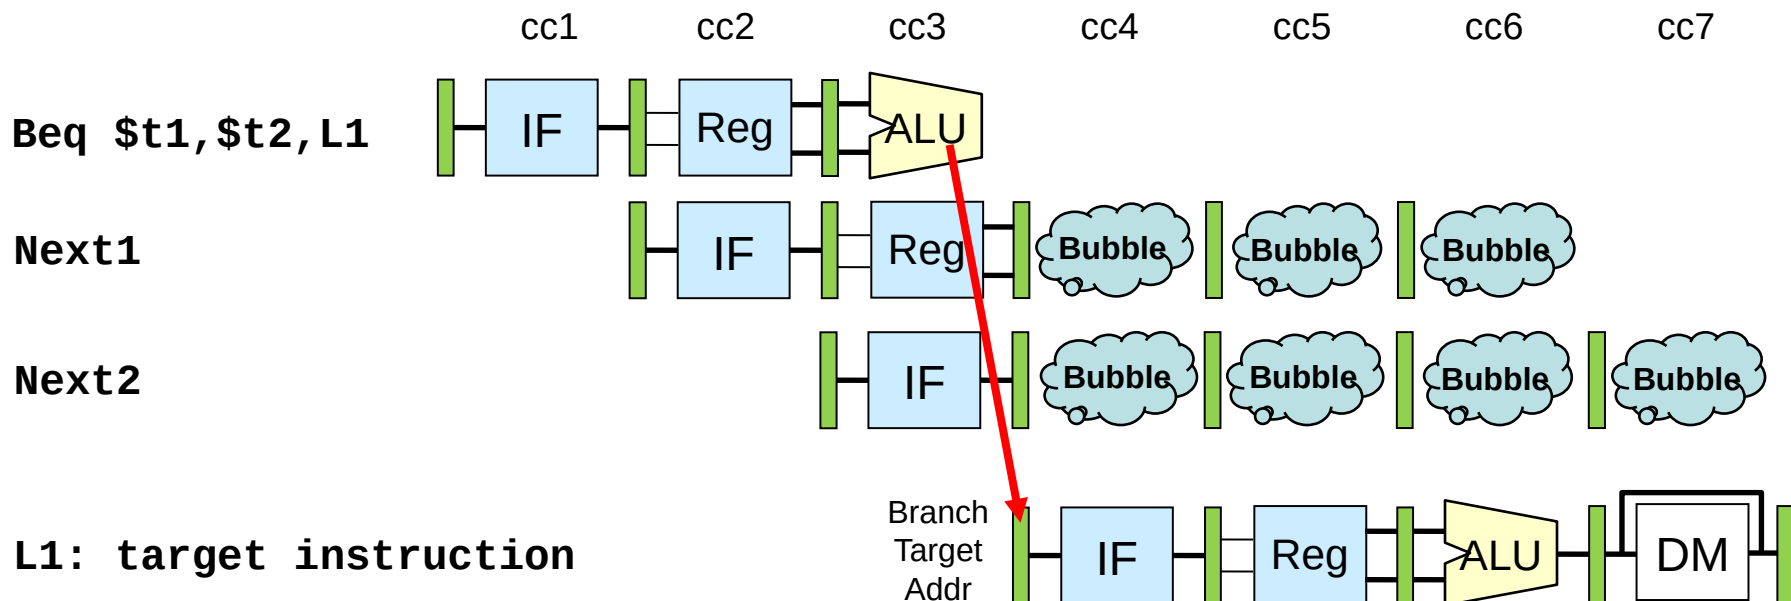 cc1 cc2 cc3 cc4 cc5 cc6 cc7
Beq $t1,$t2,L1 IF Reg ALU
Next1 IF Reg Bubble Bubble Bubble
Next2 IF Bubble Bubble Bubble Bubble
Branch
Target
Addr
L1: target instruction IF Reg ALU DM